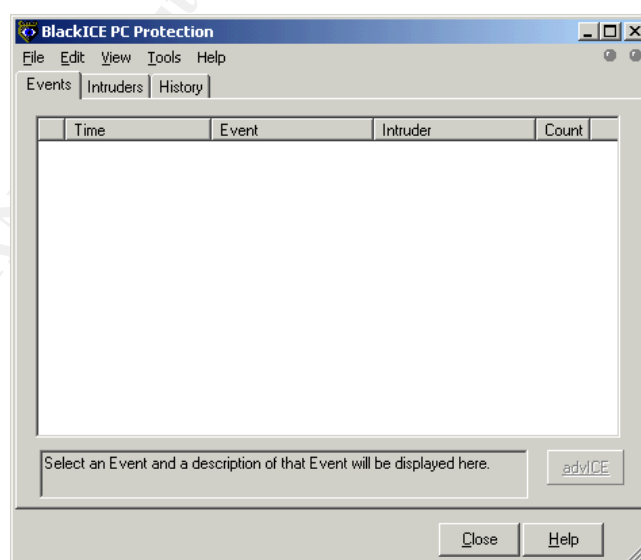 BlackICE PC Protection
File Edit View Tools Help
Events Intruders History
Time Event Intruder Count
Select an Event and a description of that Event will be displayed here.
advICE
Close Help